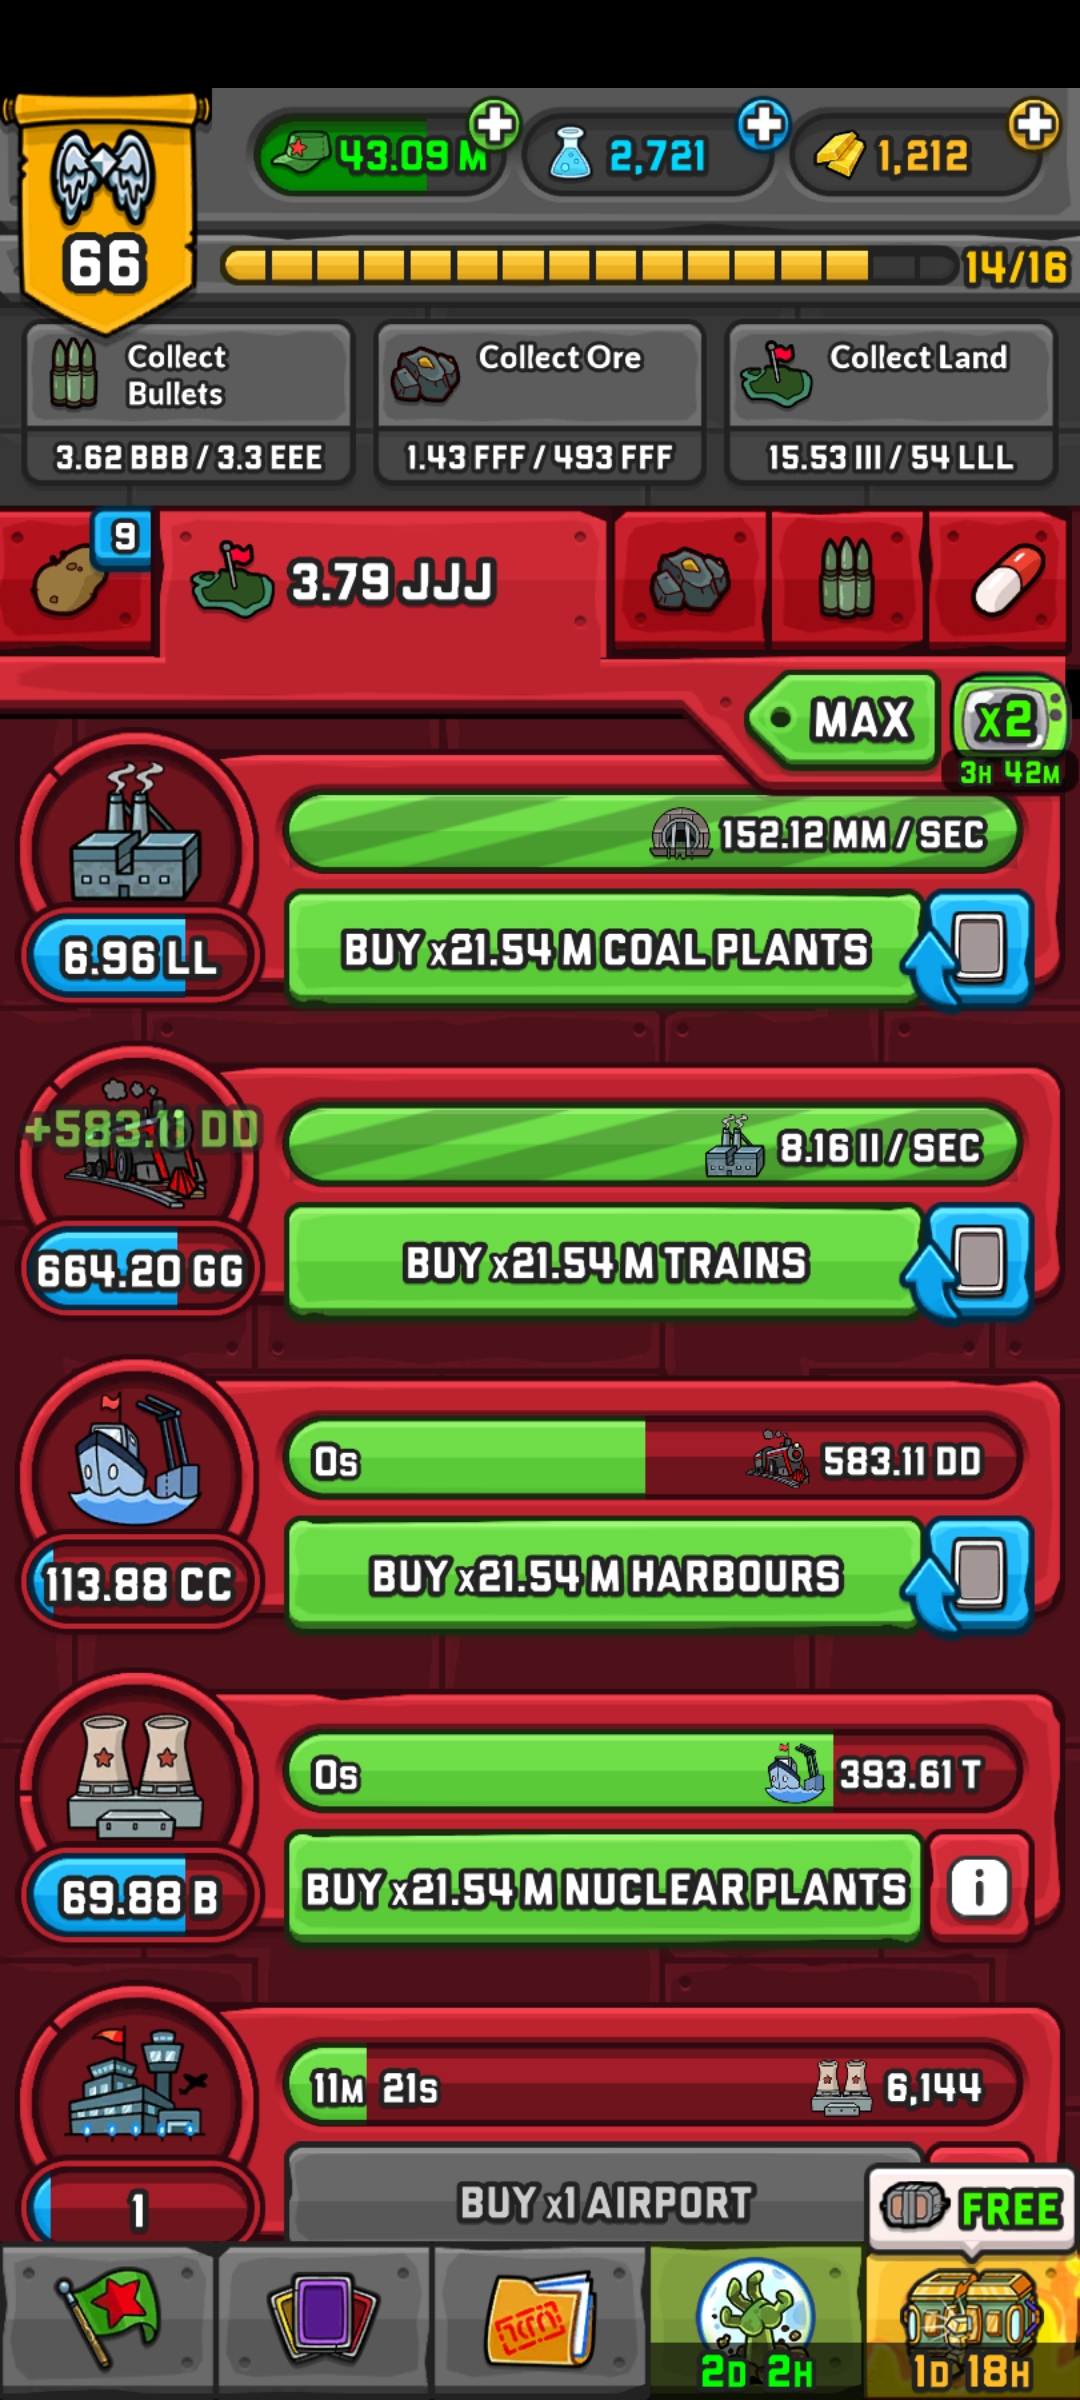 43.09 M
2,721
1,212
66
14/16
Collect
Bullets
3.62 BBB / 3.3 EEE
Collect Ore
1.43 FFF / 493 FFF
Collect Land
15.53 III / 54 LLL
9
3.79 JJJ
MAX
x2
3H 42M
152.12 MM / SEC
6.96 LL
BUY x21.54 M COAL PLANTS
+583.11 DD
8.16 II / SEC
664.20 GG
BUY x21.54 M TRAINS
0s
583.11 DD
113.88 CC
BUY x21.54 M HARBOURS
0s
393.61 T
69.88 B
BUY x21.54 M NUCLEAR PLANTS
i
11M 21s
6,144
1
BUY x1 AIRPORT
FREE
2D 2H
1D 18H